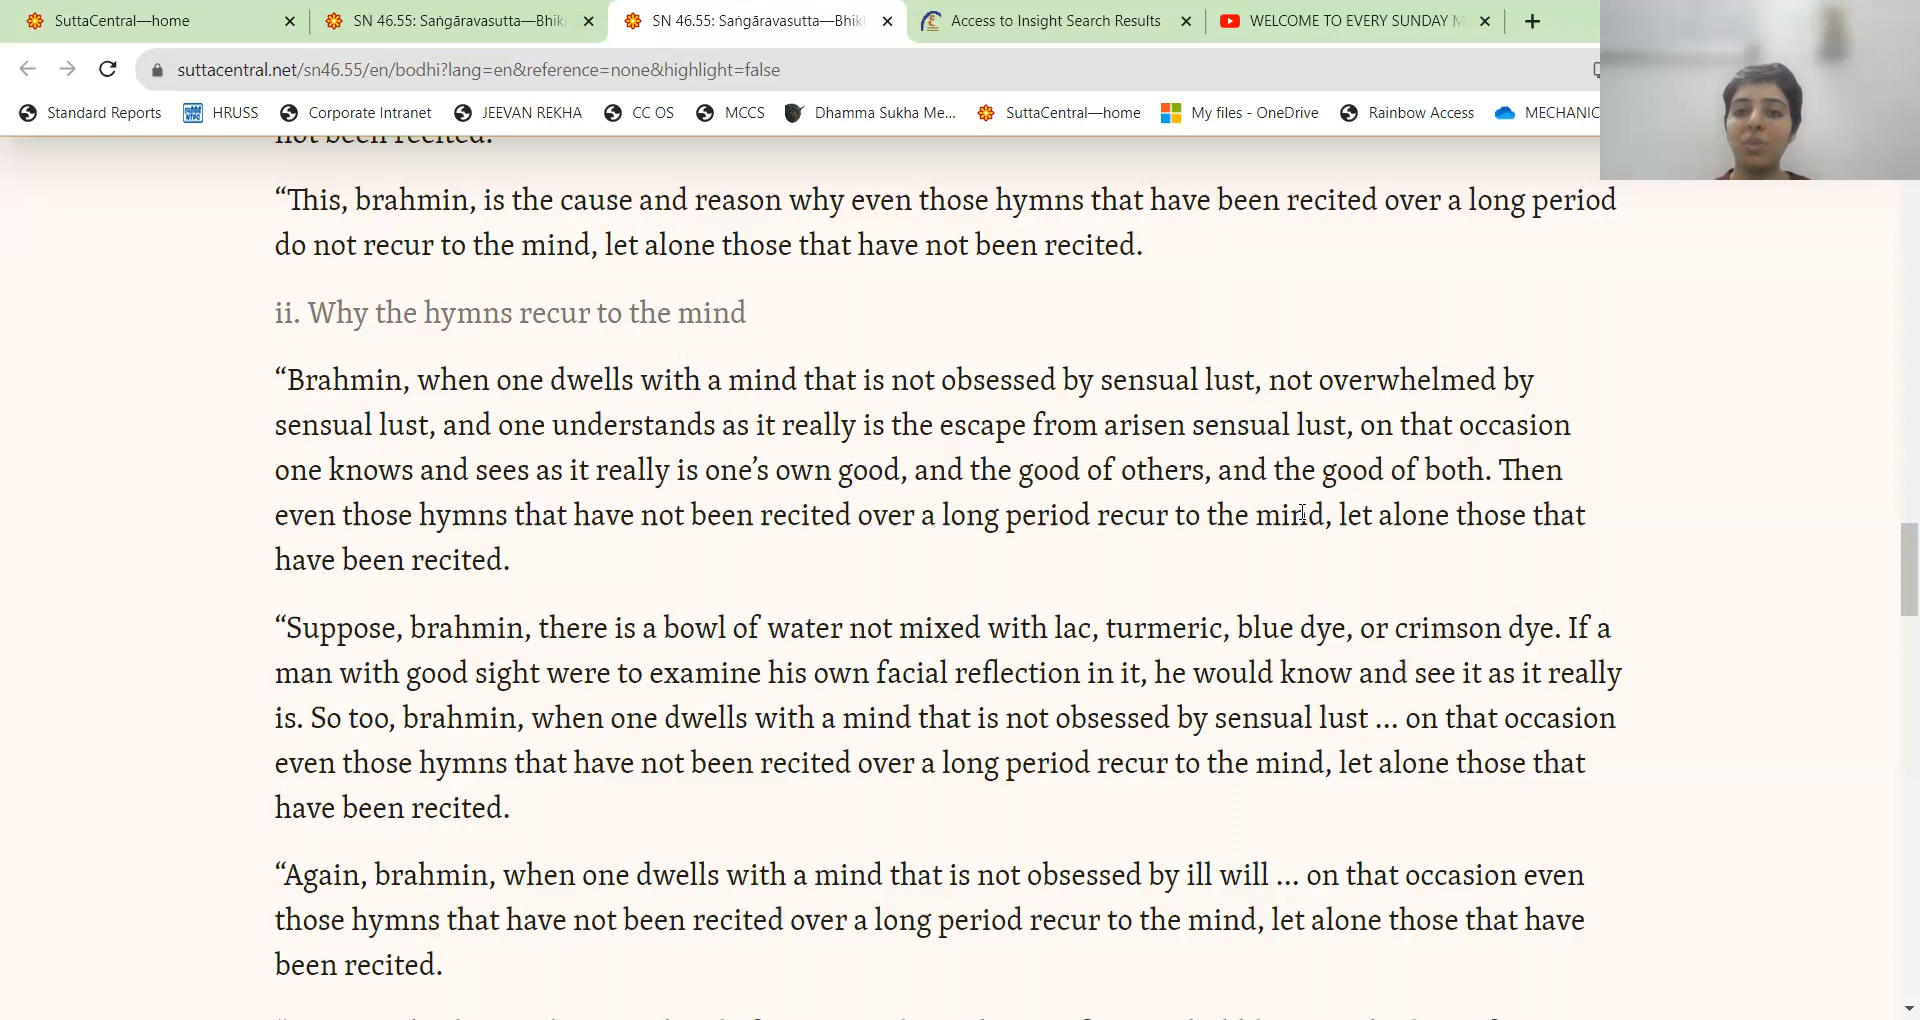 SuttaCentral—home
SN 46.55: Saṅgāravasutta—Bhik
SN 46.55: Saṅgāravasutta—Bhik
Access to Insight Search Results
WELCOME TO EVERY SUNDAY M
suttacentral.net/sn46.55/en/bodhi?lang=en&reference=none&highlight=false
Standard Reports
HRUSS
Corporate Intranet
JEEVAN REKHA
CC OS
MCCS
Dhamma Sukha Me...
SuttaCentral—home
My files - OneDrive
Rainbow Access
MECHANIC
not been recited.
“This, brahmin, is the cause and reason why even those hymns that have been recited over a long period
do not recur to the mind, let alone those that have not been recited.
ii. Why the hymns recur to the mind
“Brahmin, when one dwells with a mind that is not obsessed by sensual lust, not overwhelmed by
sensual lust, and one understands as it really is the escape from arisen sensual lust, on that occasion
one knows and sees as it really is one’s own good, and the good of others, and the good of both. Then
even those hymns that have not been recited over a long period recur to the mind, let alone those that
have been recited.
“Suppose, brahmin, there is a bowl of water not mixed with lac, turmeric, blue dye, or crimson dye. If a
man with good sight were to examine his own facial reflection in it, he would know and see it as it really
is. So too, brahmin, when one dwells with a mind that is not obsessed by sensual lust … on that occasion
even those hymns that have not been recited over a long period recur to the mind, let alone those that
have been recited.
“Again, brahmin, when one dwells with a mind that is not obsessed by ill will … on that occasion even
those hymns that have not been recited over a long period recur to the mind, let alone those that have
been recited.